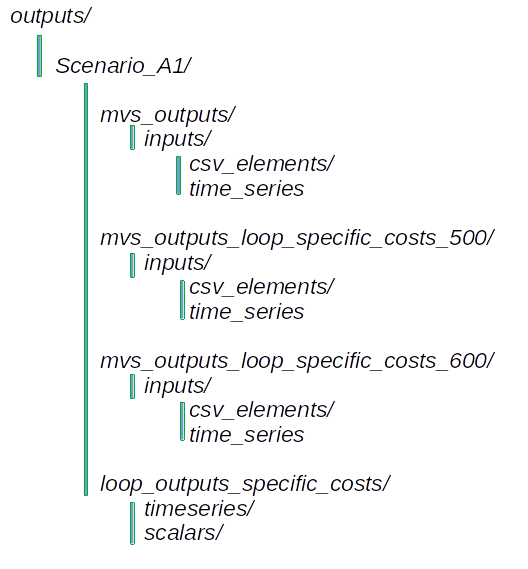 outputs/
Scenario_A1/
mvs_outputs/
inputs/
csv_elements/
time_series
mvs_outputs_loop_specific_costs_500/
inputs/
csv_elements/
time_series
mvs_outputs_loop_specific_costs_600/
inputs/
csv_elements/
time_series
loop_outputs_specific_costs/
timeseries/
scalars/